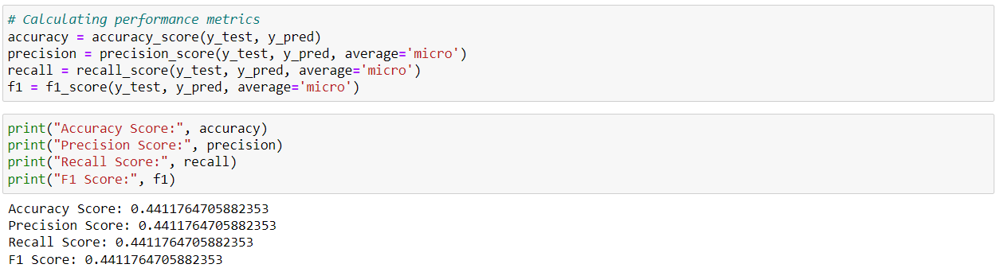 # Calculating performance metrics
accuracy = accuracy_score(y_test, y_pred)
precision = precision_score(y_test, y_pred, average='micro')
recall = recall_score(y_test, y_pred, average='micro')
f1 = f1_score(y_test, y_pred, average='micro')
print("Accuracy Score:", accuracy)
print("Precision Score:", precision)
print("Recall Score:", recall)
print("F1 Score:", f1)
Accuracy Score: 0.4411764705882353
Precision Score: 0.4411764705882353
Recall Score: 0.4411764705882353
F1 Score: 0.4411764705882353